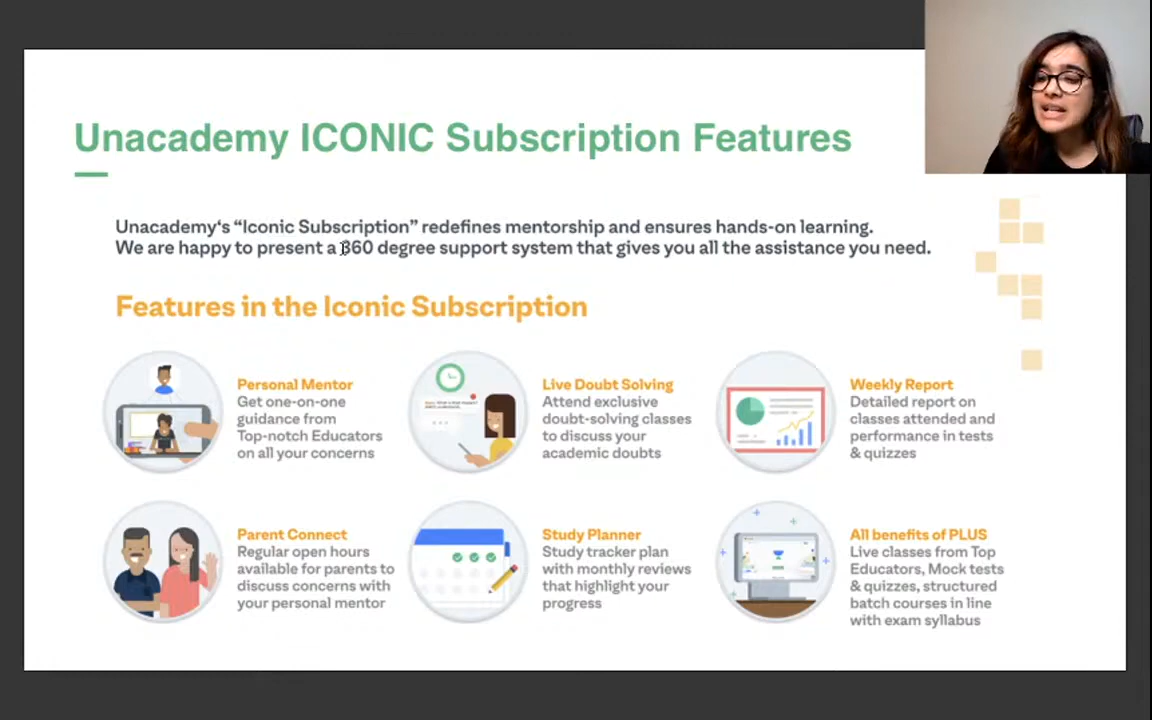 Unacademy ICONIC Subscription Features
Unacademy‘s “Iconic Subscription” redefines mentorship and ensures hands-on learning.
We are happy to present a 360 degree support system that gives you all the assistance you need.
Features in the Iconic Subscription
Personal Mentor
Get one-on-one
guidance from
Top-notch Educators
on all your concerns
Live Doubt Solving
Attend exclusive
doubt-solving classes
to discuss your
academic doubts
Weekly Report
Detailed report on
classes attended and
performance in tests
& quizzes
Parent Connect
Regular open hours
available for parents to
discuss concerns with
your personal mentor
Study Planner
Study tracker plan
with monthly reviews
that highlight your
progress
All benefits of PLUS
Live classes from Top
Educators, Mock tests
& quizzes, structured
batch courses in line
with exam syllabus